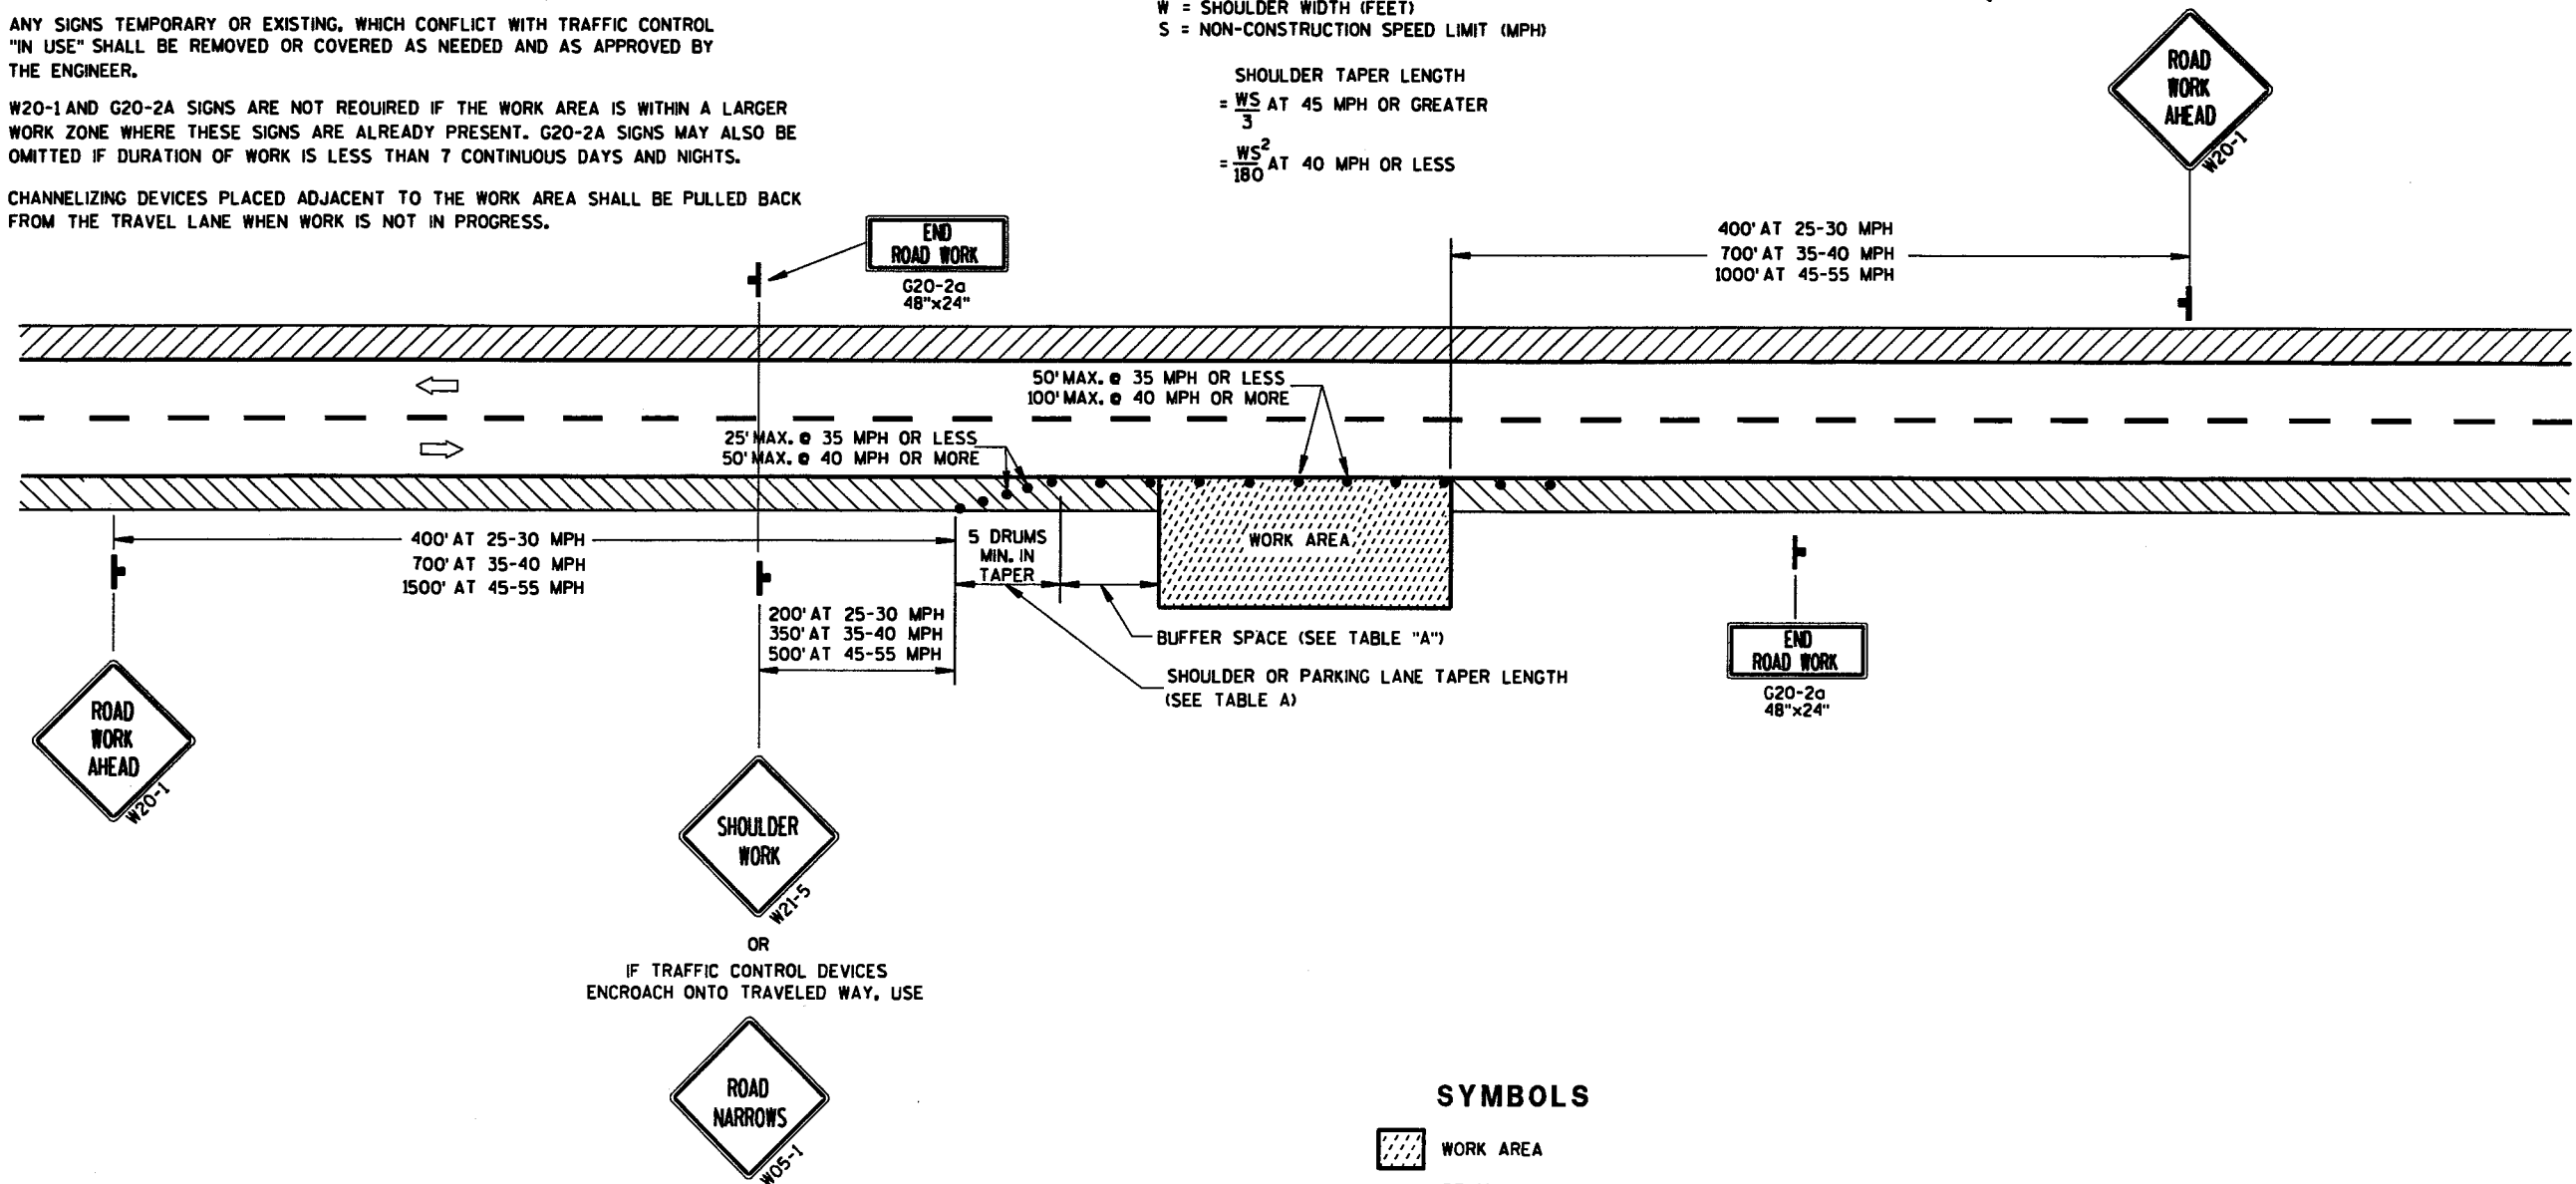 ANY SIGNS TEMPORARY OR EXISTING, WHICH CONFLICT WITH TRAFFIC CONTROL
"IN USE" SHALL BE REMOVED OR COVERED AS NEEDED AND AS APPROVED BY
THE ENGINEER.
W20-1 AND G20-2A SIGNS ARE NOT REQUIRED IF THE WORK AREA IS WITHIN A LARGER
WORK ZONE WHERE THESE SIGNS ARE ALREADY PRESENT. G20-2A SIGNS MAY ALSO BE
OMITTED IF DURATION OF WORK IS LESS THAN 7 CONTINUOUS DAYS AND NIGHTS.
CHANNELIZING DEVICES PLACED ADJACENT TO THE WORK AREA SHALL BE PULLED BACK
FROM THE TRAVEL LANE WHEN WORK IS NOT IN PROGRESS.
W = SHOULDER WIDTH (FEET)
S = NON-CONSTRUCTION SPEED LIMIT (MPH)
SHOULDER TAPER LENGTH
= WS/3 AT 45 MPH OR GREATER
= WS²/180 AT 40 MPH OR LESS
ROAD
WORK
AHEAD
W20-1
END
ROAD WORK
G20-2a
48"x24"
400' AT 25-30 MPH
700' AT 35-40 MPH
1000' AT 45-55 MPH
50' MAX. @ 35 MPH OR LESS
100' MAX. @ 40 MPH OR MORE
25' MAX. @ 35 MPH OR LESS
50' MAX. @ 40 MPH OR MORE
400' AT 25-30 MPH
700' AT 35-40 MPH
1500' AT 45-55 MPH
5 DRUMS
MIN. IN
TAPER
WORK AREA
200' AT 25-30 MPH
350' AT 35-40 MPH
500' AT 45-55 MPH
BUFFER SPACE (SEE TABLE "A")
SHOULDER OR PARKING LANE TAPER LENGTH
(SEE TABLE A)
END
ROAD WORK
G20-2a
48"x24"
ROAD
WORK
AHEAD
W20-1
SHOULDER
WORK
W21-5
OR
IF TRAFFIC CONTROL DEVICES
ENCROACH ONTO TRAVELED WAY, USE
ROAD
NARROWS
W05-1
SYMBOLS
WORK AREA